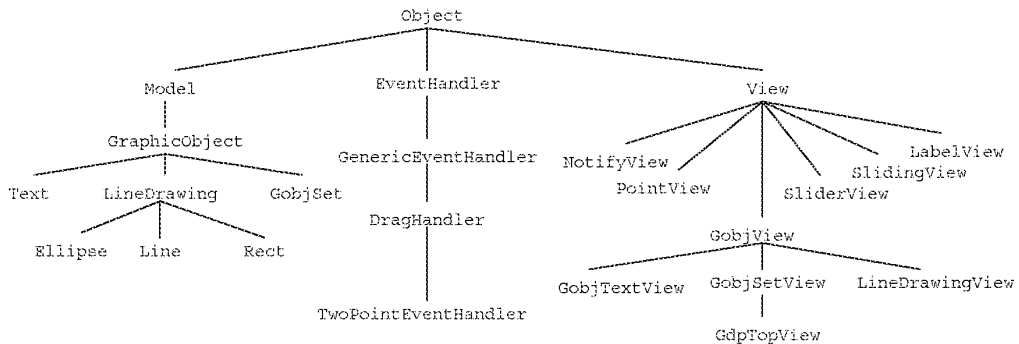 Object
Model
EventHandler
View
GraphicObject
GenericEventHandler
NotifyView
PointView
SliderView
SlidingView
LabelView
Text
LineDrawing
GobjSet
DragHandler
Ellipse
Line
Rect
GobjView
GobjTextView
GobjSetView
LineDrawingView
TwoPointEventHandler
GdpTopView